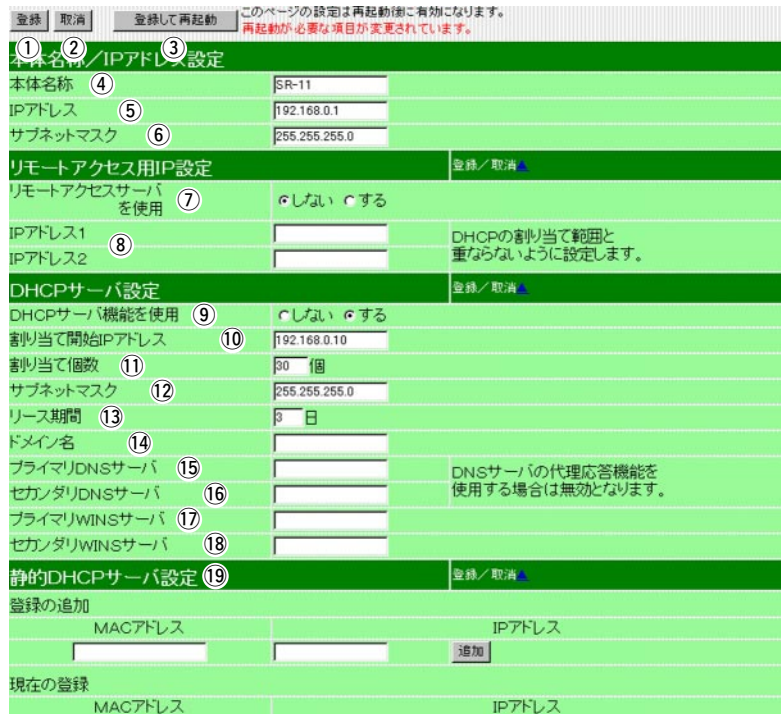 登録 取消 登録して再起動 このページの設定は再起動後に有効になります。
再起動が必要な項目が変更されています。
① ② ③
本体名称/IPアドレス設定
本体名称 ④ SR-11
IPアドレス ⑤ 192.168.0.1
サブネットマスク ⑥ 255.255.255.0
リモートアクセス用IP設定 登録/取消▲
リモートアクセスサーバ
を使用 ⑦ しない する
IPアドレス1
⑧
IPアドレス2
DHCPの割り当て範囲と
重ならないように設定します。
DHCPサーバ設定 登録/取消▲
DHCPサーバ機能を使用 ⑨ しない する
割り当て開始IPアドレス ⑩ 192.168.0.10
割り当て個数 ⑪ 30 個
サブネットマスク ⑫ 255.255.255.0
リース期間 ⑬ 3 日
ドメイン名 ⑭
プライマリDNSサーバ ⑮
セカンダリDNSサーバ ⑯
DNSサーバの代理応答機能を
使用する場合は無効となります。
プライマリWINSサーバ ⑰
セカンダリWINSサーバ ⑱
静的DHCPサーバ設定 ⑲ 登録/取消▲
登録の追加
MACアドレス IPアドレス
追加
現在の登録
MACアドレス IPアドレス